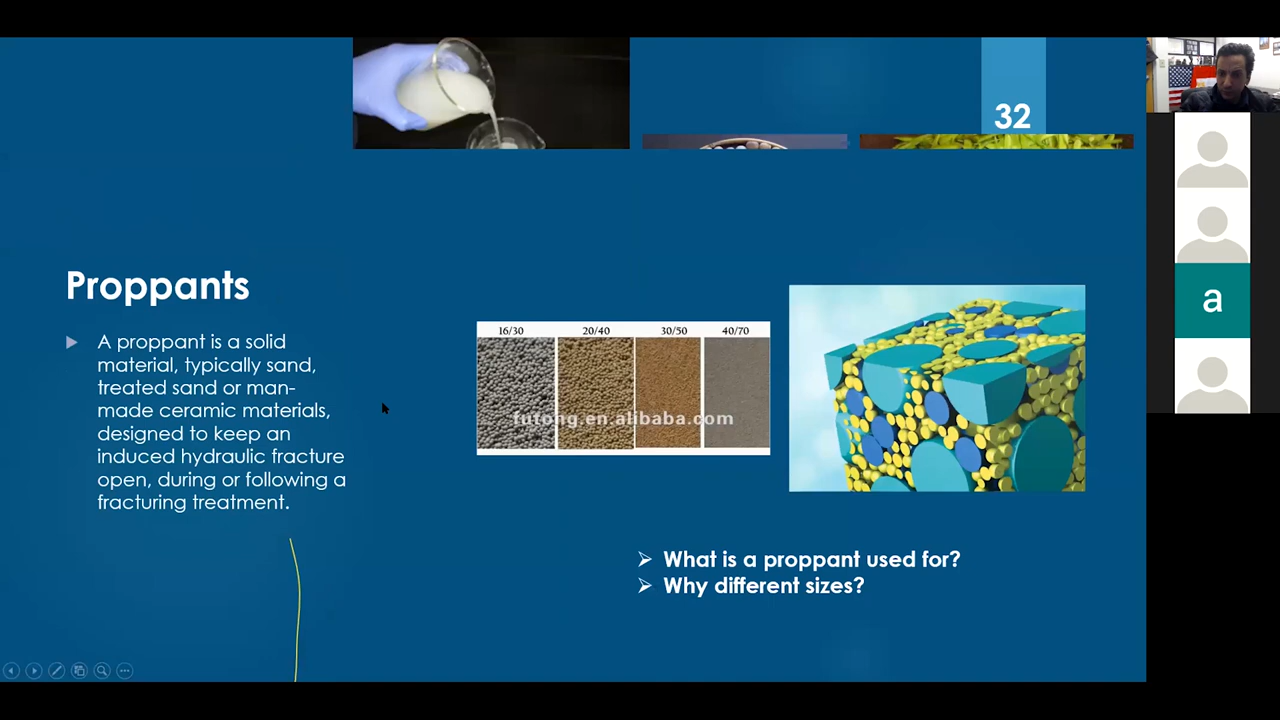 32
Proppants
A proppant is a solid
material, typically sand,
treated sand or man-
made ceramic materials,
designed to keep an
induced hydraulic fracture
open, during or following a
fracturing treatment.
16/30 20/40 30/50 40/70
futong.en.alibaba.com
What is a proppant used for?
Why different sizes?
a